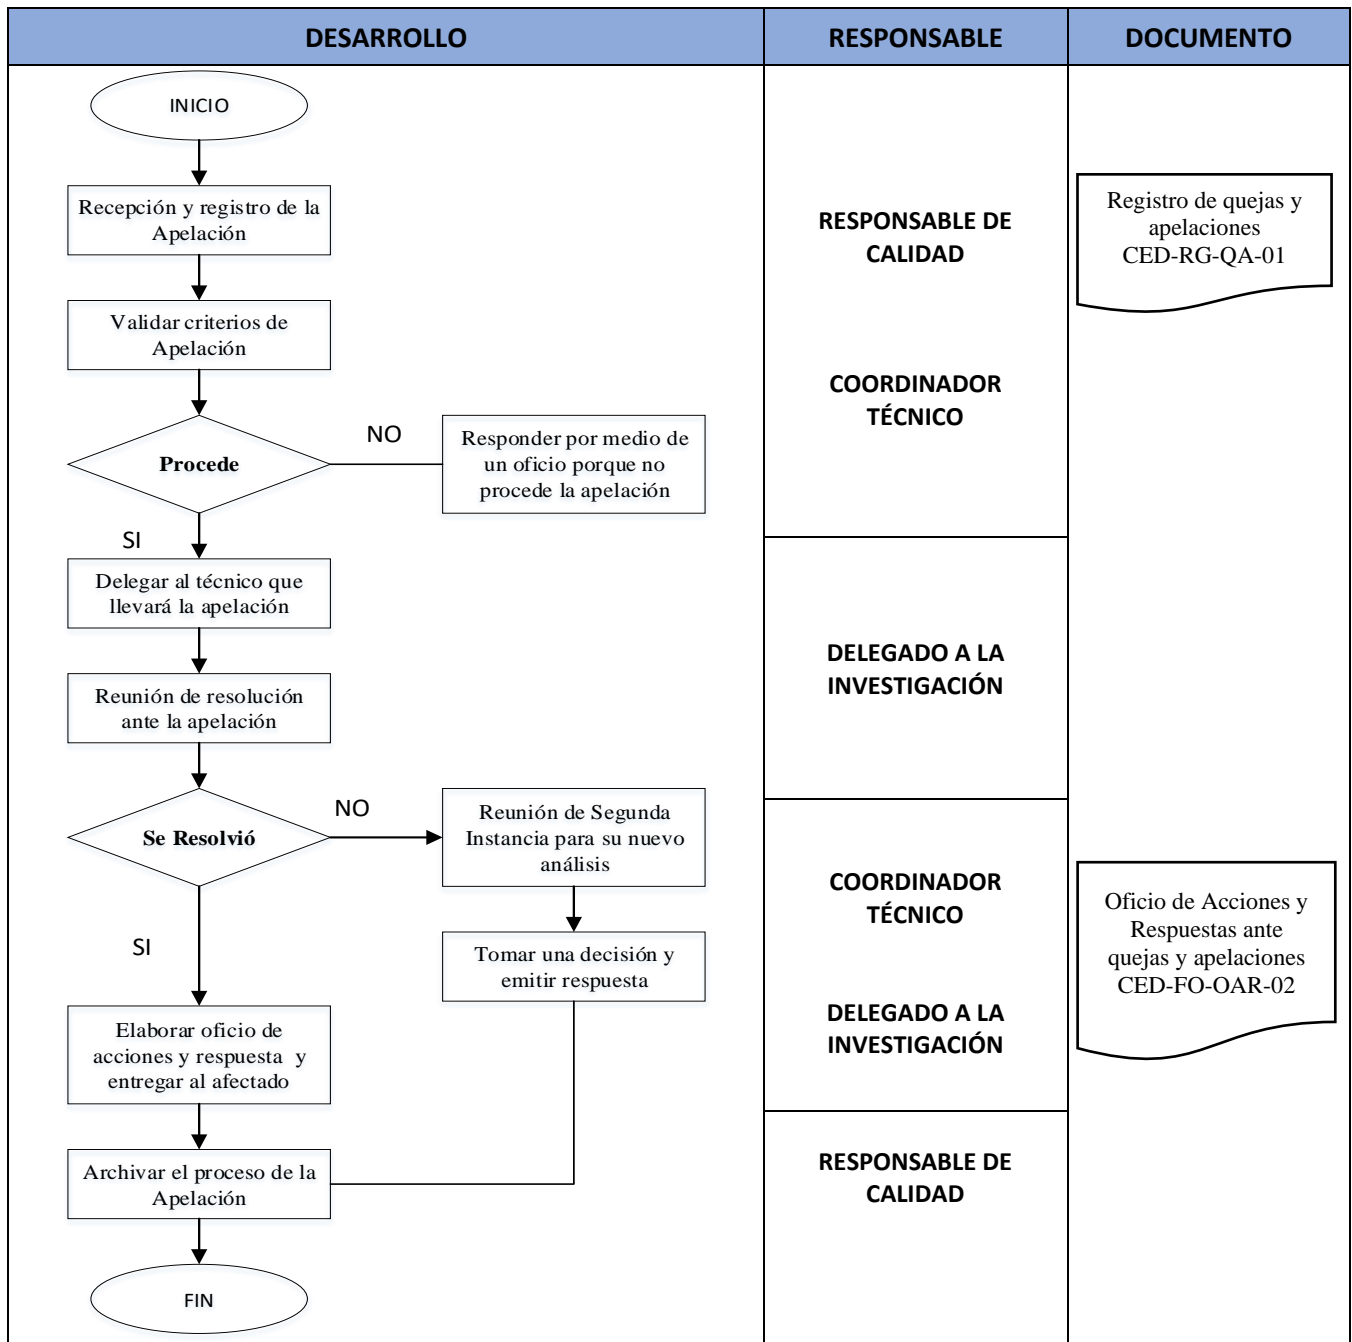 DESARROLLO
RESPONSABLE
DOCUMENTO
INICIO
Recepción y registro de la
Apelación
Validar criterios de
Apelación
Procede
NO
Responder por medio de
un oficio porque no
procede la apelación
SI
Delegar al técnico que
llevará la apelación
Reunión de resolución
ante la apelación
Se Resolvió
NO
Reunión de Segunda
Instancia para su nuevo
análisis
Tomar una decisión y
emitir respuesta
SI
Elaborar oficio de
acciones y respuesta y
entregar al afectado
Archivar el proceso de la
Apelación
FIN
RESPONSABLE DE
CALIDAD
COORDINADOR
TÉCNICO
DELEGADO A LA
INVESTIGACIÓN
COORDINADOR
TÉCNICO
DELEGADO A LA
INVESTIGACIÓN
RESPONSABLE DE
CALIDAD
Registro de quejas y
apelaciones
CED-RG-QA-01
Oficio de Acciones y
Respuestas ante
quejas y apelaciones
CED-FO-OAR-02